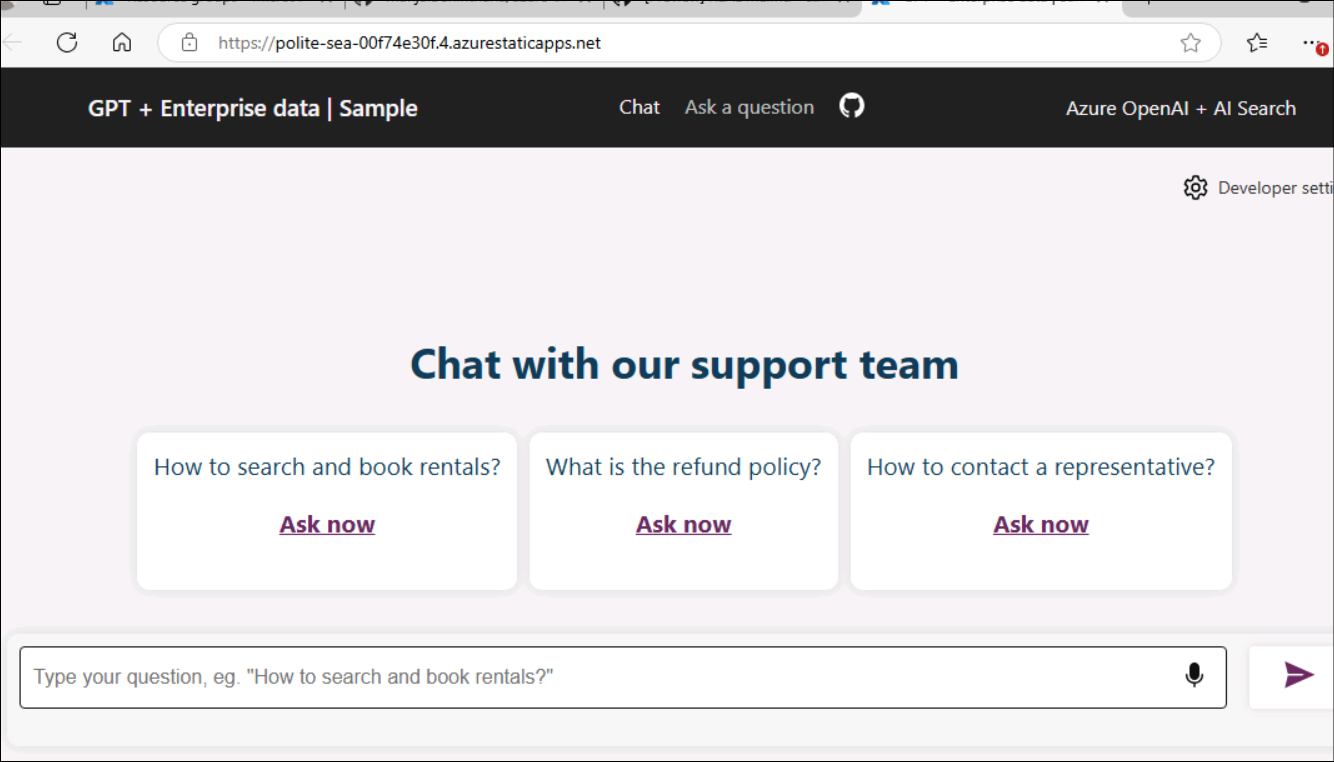 https://polite-sea-00f74e30f.4.azurestaticapps.net
GPT + Enterprise data | Sample
Chat
Ask a question
Azure OpenAI + AI Search
Developer setti
Chat with our support team
How to search and book rentals?
Ask now
What is the refund policy?
Ask now
How to contact a representative?
Ask now
Type your question, eg. "How to search and book rentals?"